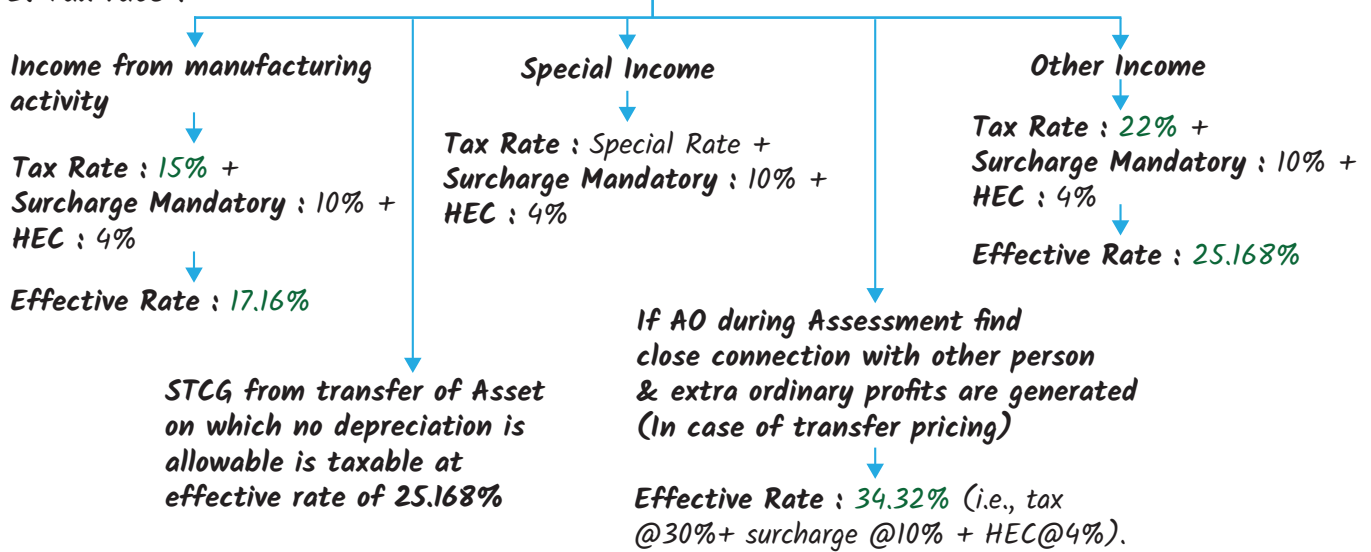 Tax rate :
Income from manufacturing
activity
Tax Rate : 15% +
Surcharge Mandatory : 10% +
HEC : 4%
Effective Rate : 17.16%
STCG from transfer of Asset
on which no depreciation is
allowable is taxable at
effective rate of 25.168%
Special Income
Tax Rate : Special Rate +
Surcharge Mandatory : 10% +
HEC : 4%
If AO during Assessment find
close connection with other person
& extra ordinary profits are generated
(In case of transfer pricing)
Effective Rate : 34.32% (i.e., tax
@30%+ surcharge @10% + HEC@4%).
Other Income
Tax Rate : 22% +
Surcharge Mandatory : 10% +
HEC : 4%
Effective Rate : 25.168%